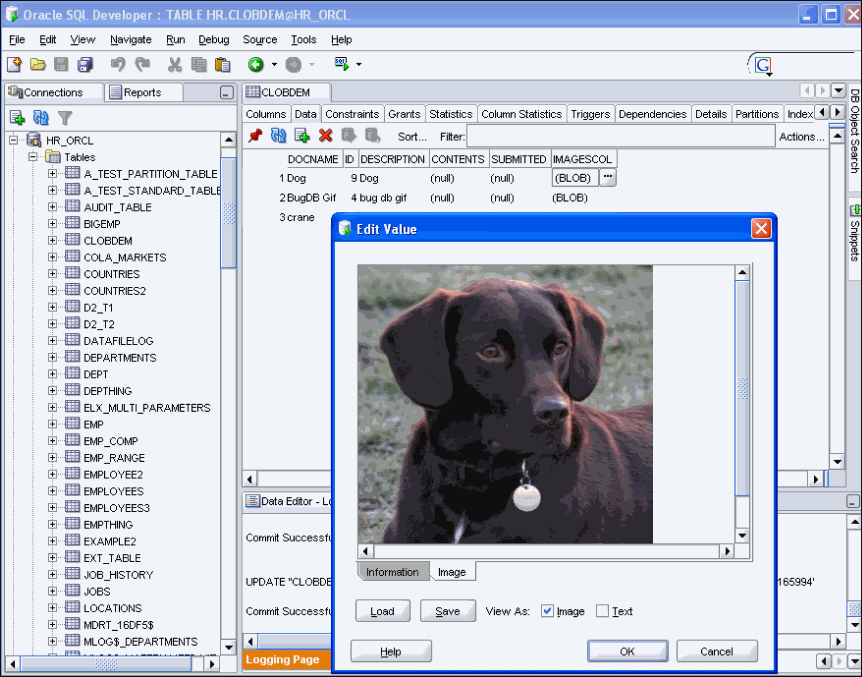 Oracle SQL Developer : TABLE HR.CLOBDEM@HR_ORCL
File Edit View Navigate Run Debug Source Tools Help
Connections Reports CLOBDEM
Columns Data Constraints Grants Statistics Column Statistics Triggers Dependencies Details Partitions Index
Sort... Filter: Actions...
DB Object Search
Snippets
HR_ORCL
Tables
A_TEST_PARTITION_TABLE
A_TEST_STANDARD_TABLE
AUDIT_TABLE
BIGEMP
CLOBDEM
COLA_MARKETS
COUNTRIES
COUNTRIES2
D2_T1
D2_T2
DATAFILELOG
DEPARTMENTS
DEPT
DEPTHING
ELX_MULTI_PARAMETERS
EMP
EMP_COMP
EMP_RANGE
EMPLOYEE2
EMPLOYEES
EMPLOYEES3
EMPTHING
EXAMPLE2
EXT_TABLE
JOB_HISTORY
JOBS
LOCATIONS
MDRT_16DF5$
MLOG$_DEPARTMENTS
DOCNAME ID DESCRIPTION CONTENTS SUBMITTED IMAGESCOL
1 Dog 9 Dog (null) (null) (BLOB) ...
2 BugDB Gif 4 bug db gif (null) (null) (BLOB)
3 crane
Edit Value
Information Image
Load Save View As: Image Text
Help OK Cancel
Data Editor - Lo
Commit Successfu
UPDATE "CLOBDE 165994'
Commit Successfu
Logging Page